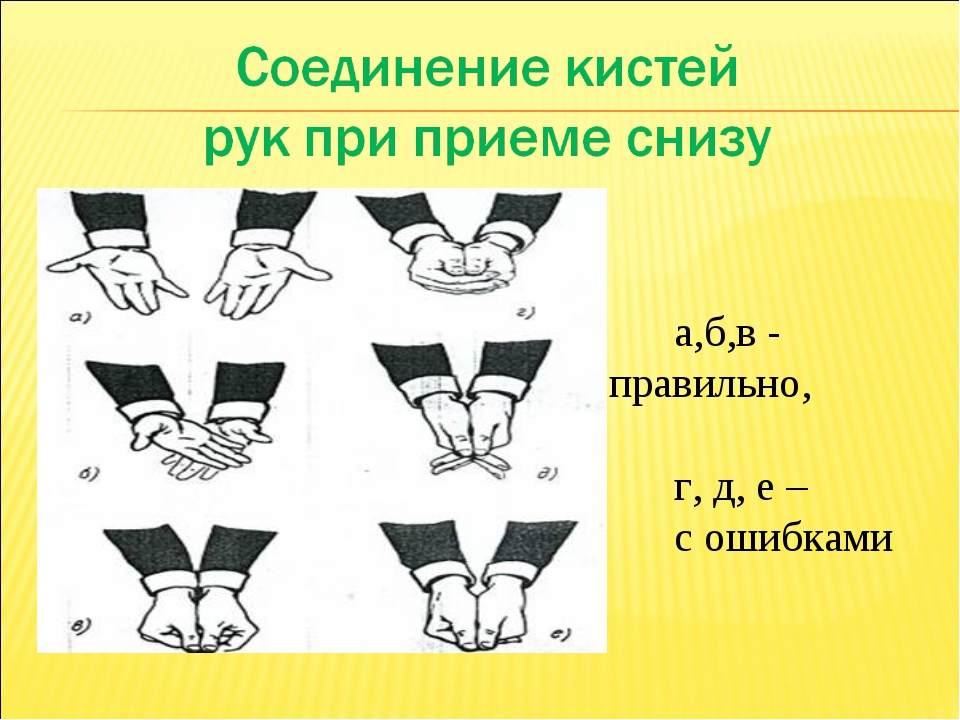 Соединение кистей
рук при приеме снизу
а)
г)
б)
д)
в)
е)
а,б,в -
правильно,
г, д, е –
с ошибками